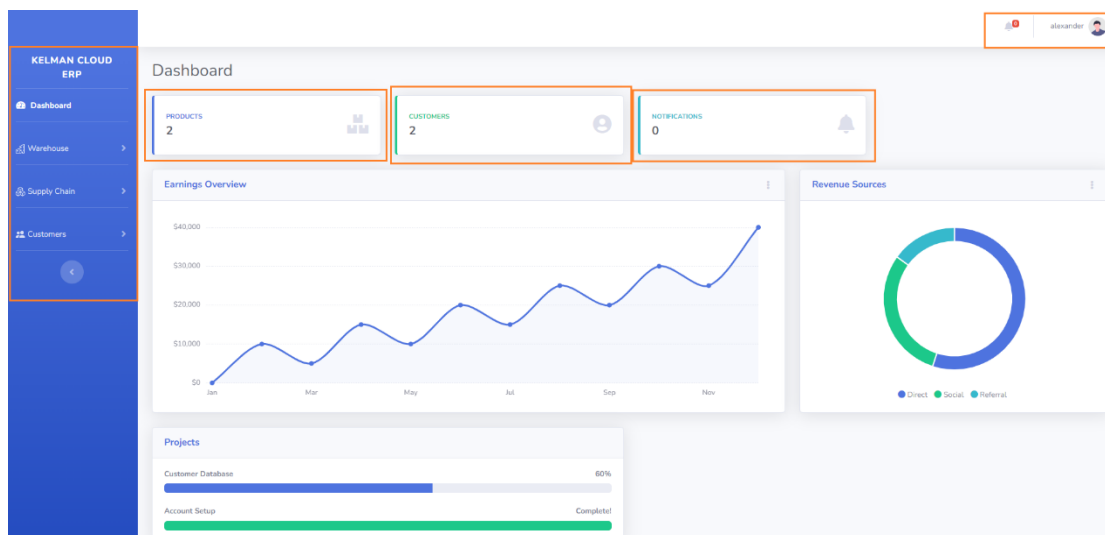 0
alexander
KELMAN CLOUD
ERP
Dashboard
Warehouse
Supply Chain
Customers
Dashboard
PRODUCTS
2
CUSTOMERS
2
NOTIFICATIONS
0
Earnings Overview
$40,000
$30,000
$20,000
$10,000
$0
Jan Mar May Jul Sep Nov
Revenue Sources
Direct Social Referral
Projects
Customer Database 60%
Account Setup Complete!